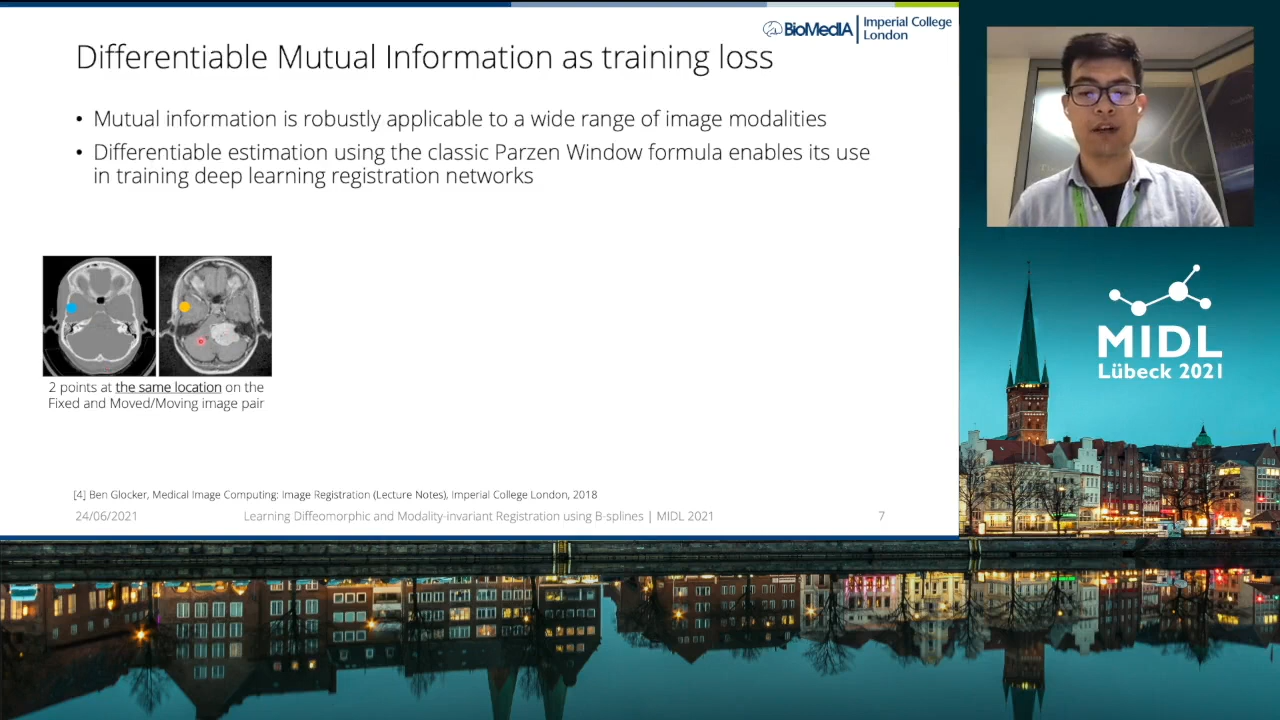 BioMedIA
Imperial College
London
Differentiable Mutual Information as training loss
• Mutual information is robustly applicable to a wide range of image modalities
• Differentiable estimation using the classic Parzen Window formula enables its use
in training deep learning registration networks
2 points at the same location on the
Fixed and Moved/Moving image pair
[4] Ben Glocker, Medical Image Computing: Image Registration (Lecture Notes), Imperial College London, 2018
24/06/2021
Learning Diffeomorphic and Modality-invariant Registration using B-splines | MIDL 2021
7
MIDL
Lübeck 2021